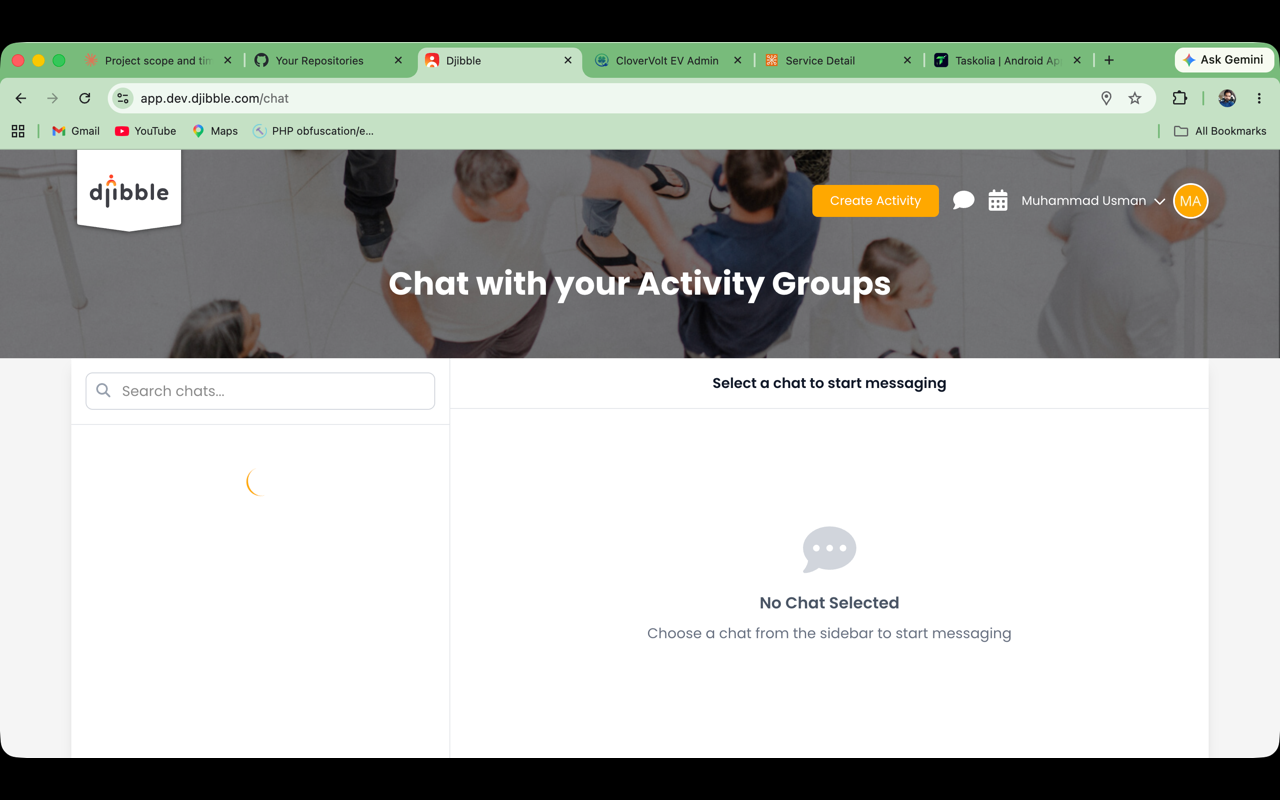 Project scope and tim
Your Repositories
Djibble
CloverVolt EV Admin
Service Detail
Taskolia | Android Ap
Ask Gemini
app.dev.djibble.com/chat
Gmail
YouTube
Maps
PHP obfuscation/e...
All Bookmarks
djibble
Create Activity
Muhammad Usman
MA
Chat with your Activity Groups
Search chats...
Select a chat to start messaging
No Chat Selected
Choose a chat from the sidebar to start messaging